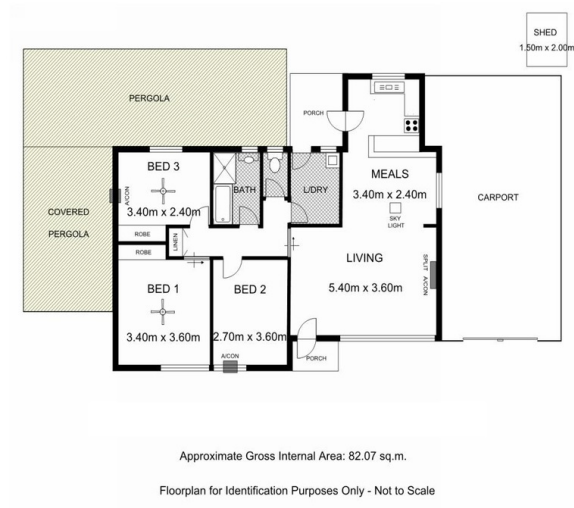 SHED
1.50m x 2.00m
PERGOLA
PORCH
BED 3
3.40m x 2.40m
A/CON
BATH
L/DRY
MEALS
3.40m x 2.40m
SKY
LIGHT
CARPORT
COVERED
PERGOLA
ROBE
ROBE
LINEN
LIVING
5.40m x 3.60m
SPLIT A/CON
BED 1
3.40m x 3.60m
BED 2
2.70m x 3.60m
A/CON
PORCH
Approximate Gross Internal Area: 82.07 sq.m.
Floorplan for Identification Purposes Only - Not to Scale